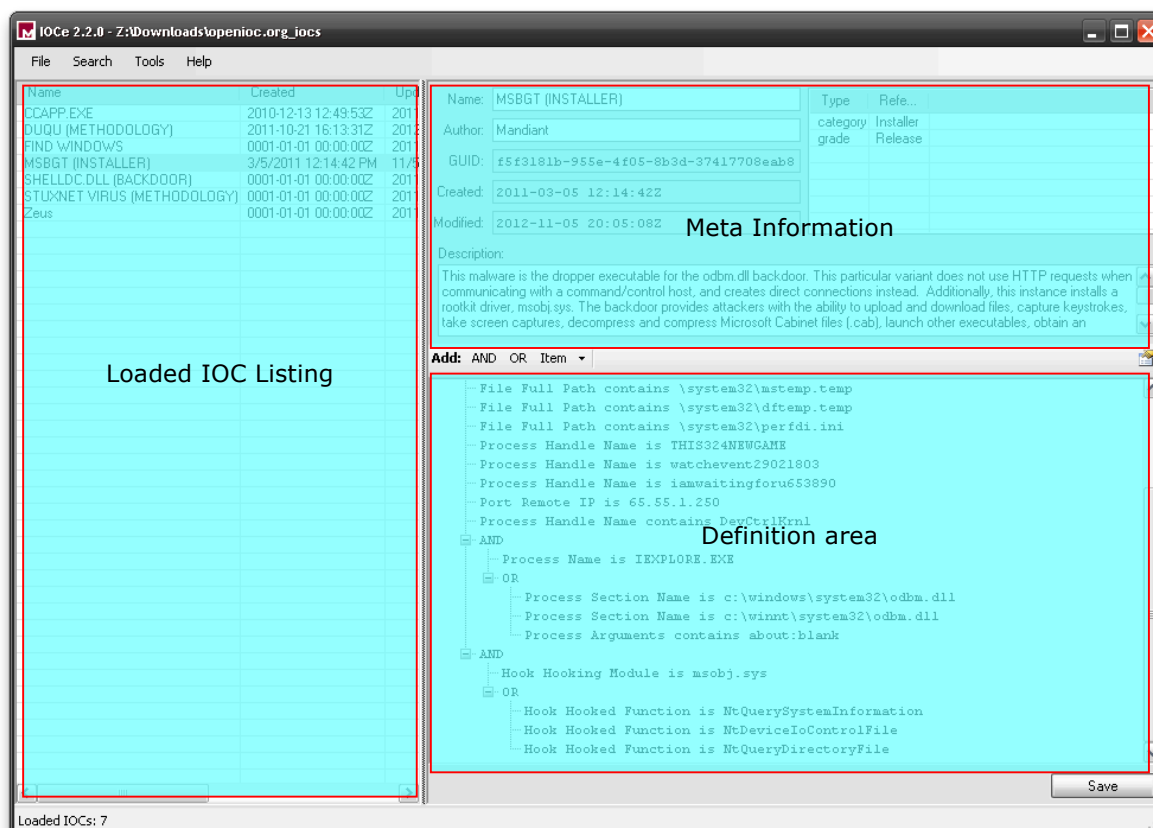 IOCe 2.2.0 - Z:\Downloads\openioc.org_iocs
File Search Tools Help
Name Created Upd
CCAPP.EXE 2010-12-13 12:49:53Z 2011
DUQU (METHODOLOGY) 2011-10-21 16:13:31Z 2012
FIND WINDOWS 0001-01-01 00:00:00Z 2011
MSBGT (INSTALLER) 3/5/2011 12:14:42 PM 11/5
SHELLDC.DLL (BACKDOOR) 0001-01-01 00:00:00Z 2011
STUXNET VIRUS (METHODOLOGY) 0001-01-01 00:00:00Z 2011
Zeus 0001-01-01 00:00:00Z 2011
Loaded IOC Listing
Name: MSBGT (INSTALLER)
Author: Mandiant
GUID: f5f3181b-955e-4f05-8b3d-37417708eab8
Created: 2011-03-05 12:14:42Z
Modified: 2012-11-05 20:05:08Z
Type Refe...
category Installer
grade Release
Meta Information
Description:
This malware is the dropper executable for the odbm.dll backdoor. This particular variant does not use HTTP requests when
communicating with a command/control host, and creates direct connections instead. Additionally, this instance installs a
rootkit driver, msobj.sys. The backdoor provides attackers with the ability to upload and download files, capture keystrokes,
take screen captures, decompress and compress Microsoft Cabinet files (.cab), launch other executables, obtain an
Add: AND OR Item
File Full Path contains \system32\mstemp.temp
File Full Path contains \system32\dftemp.temp
File Full Path contains \system32\perfdi.ini
Process Handle Name is THIS324NEWGAME
Process Handle Name is watchevent29021803
Process Handle Name is iamwaitingforu653890
Port Remote IP is 65.55.1.250
Process Handle Name contains DevCtrlKrnl
Definition area
AND
Process Name is IEXPLORE.EXE
OR
Process Section Name is c:\windows\system32\odbm.dll
Process Section Name is c:\winnt\system32\odbm.dll
Process Arguments contains about:blank
AND
Hook Hooking Module is msobj.sys
OR
Hook Hooked Function is NtQuerySystemInformation
Hook Hooked Function is NtDeviceIoControlFile
Hook Hooked Function is NtQueryDirectoryFile
Save
Loaded IOCs: 7